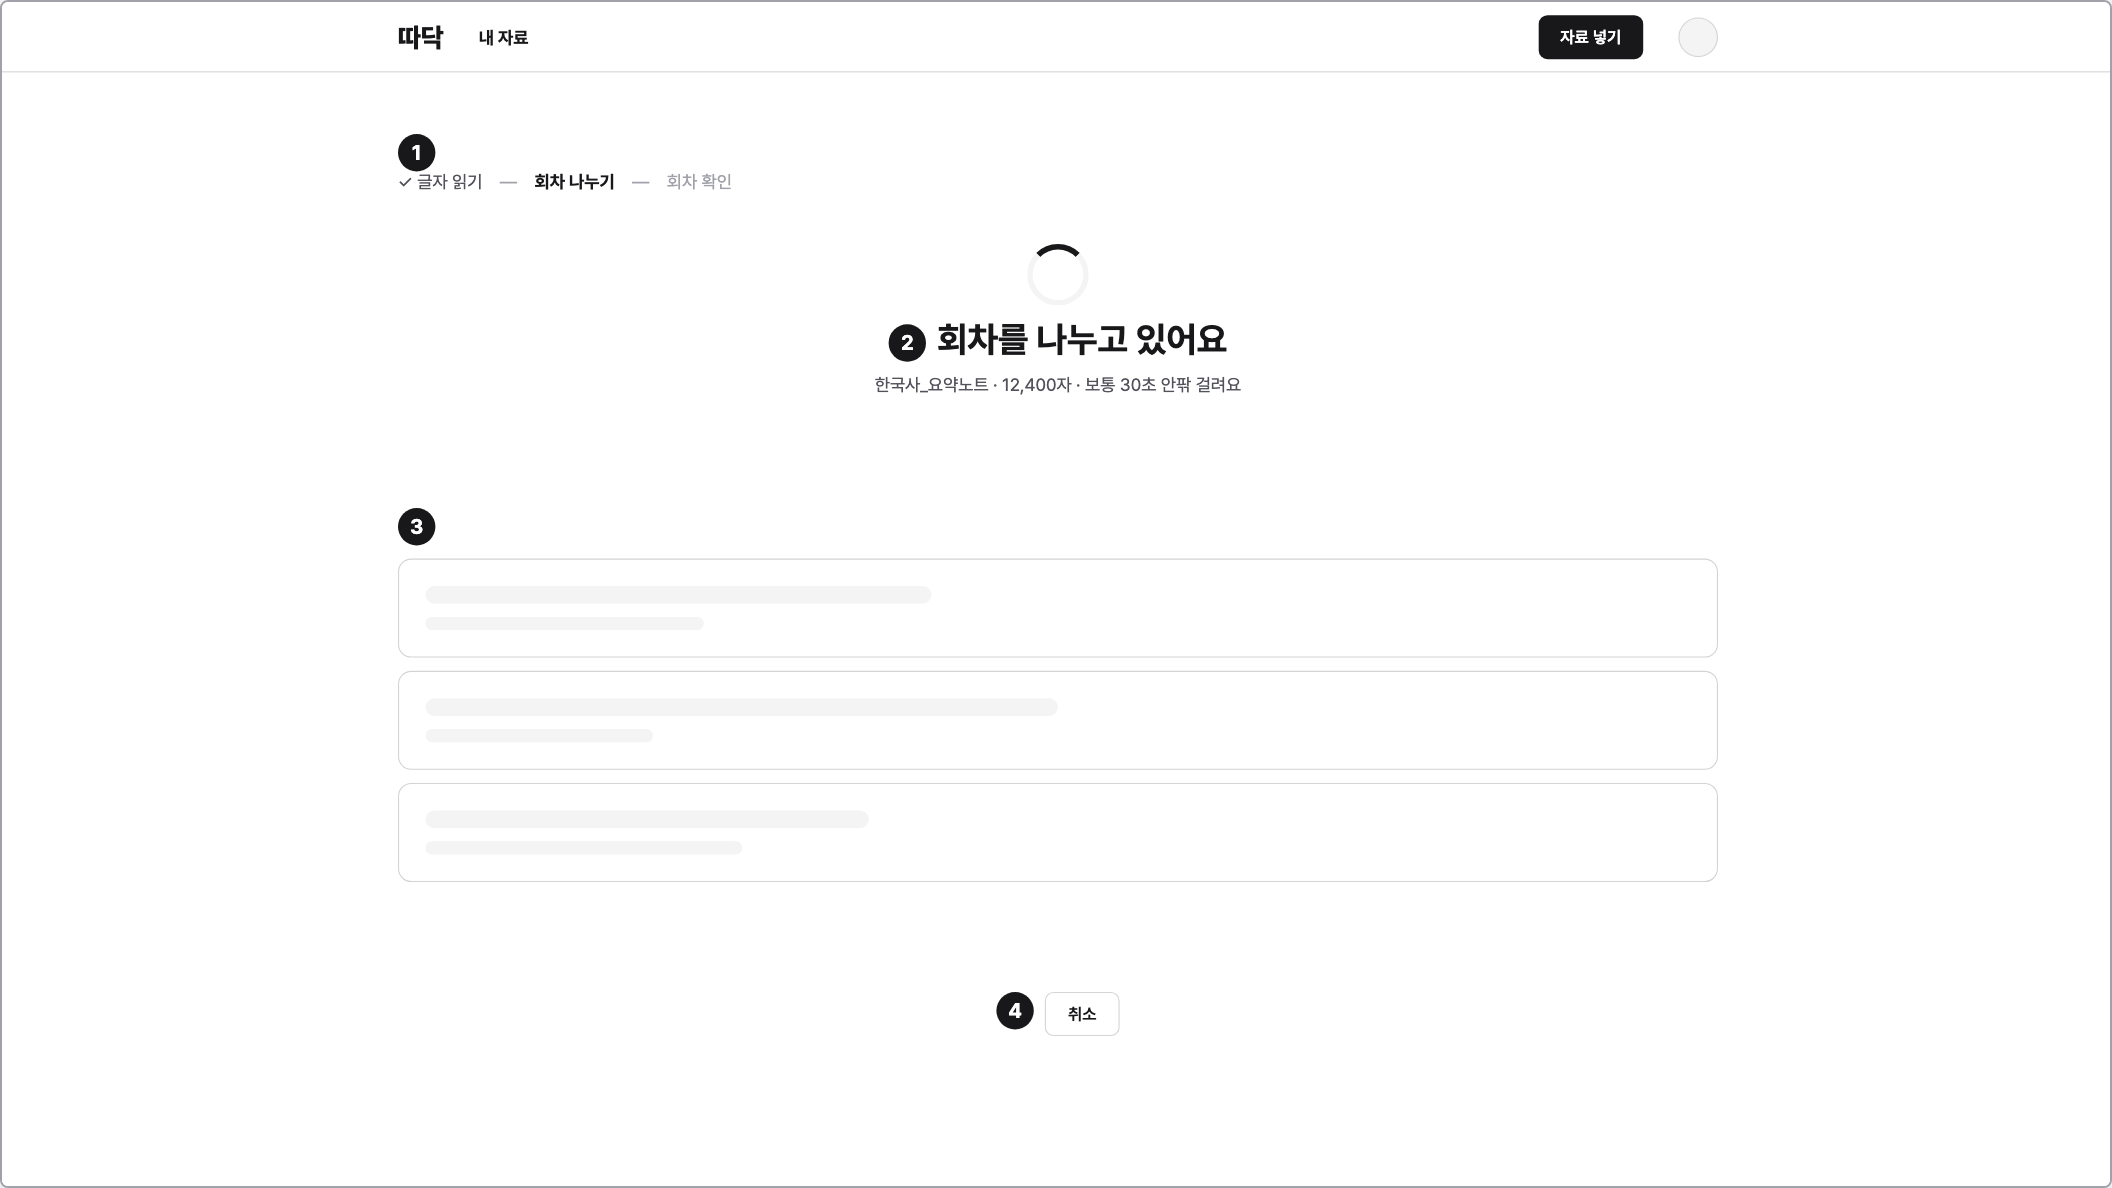 따닥 내 자료 자료 넣기
1
✓ 글자 읽기 — 회차 나누기 — 회차 확인
2 회차를 나누고 있어요
한국사_요약노트 · 12,400자 · 보통 30초 안팎 걸려요
3
4 취소